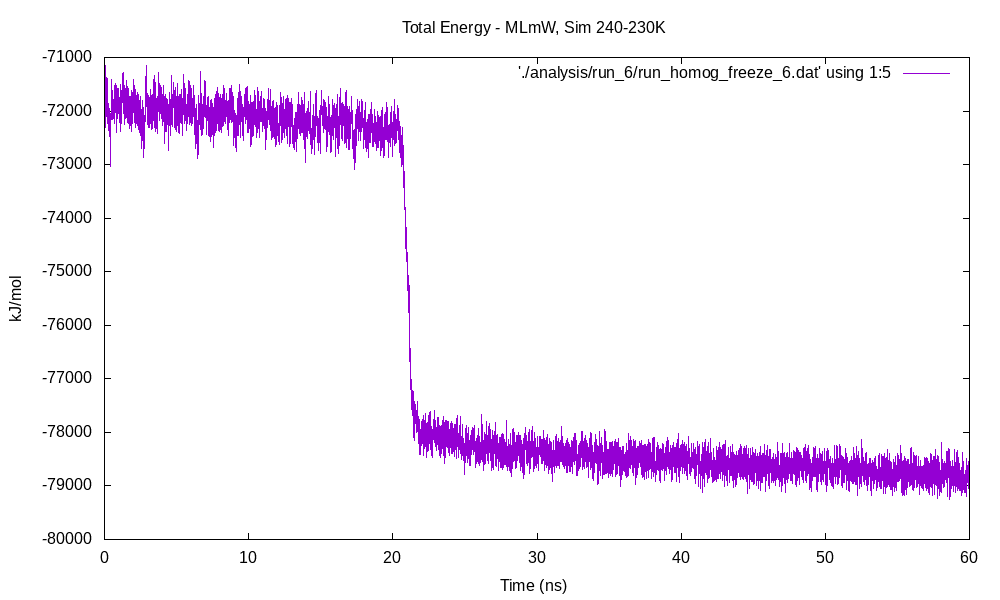 Total Energy - MLmW, Sim 240-230K
'./analysis/run_6/run_homog_freeze_6.dat' using 1:5
-71000
-72000
-73000
-74000
-75000
-76000
-77000
-78000
-79000
-80000
kJ/mol
0 10 20 30 40 50 60
Time (ns)